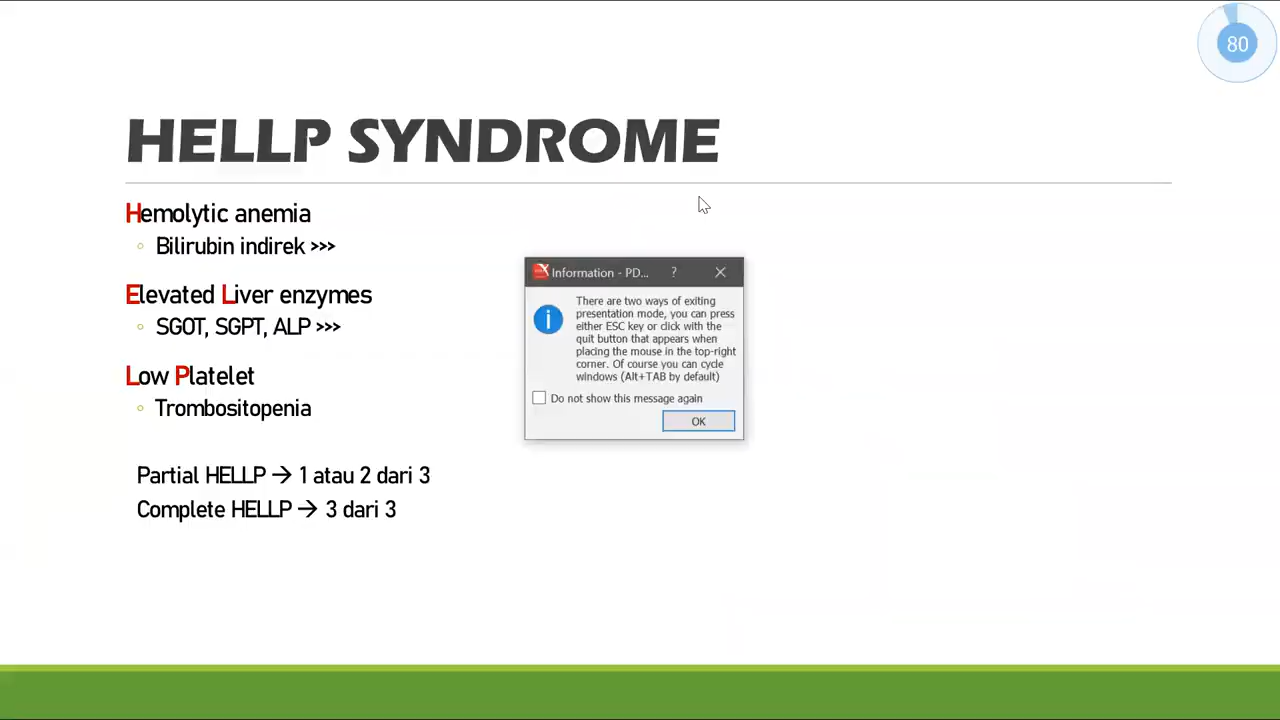 80
HELLP SYNDROME
Hemolytic anemia
◦ Bilirubin indirek >>>
Elevated Liver enzymes
◦ SGOT, SGPT, ALP >>>
Low Platelet
◦ Trombositopenia
Partial HELLP → 1 atau 2 dari 3
Complete HELLP → 3 dari 3
Information - PD... ?
There are two ways of exiting
presentation mode, you can press
either ESC key or click with the
quit button that appears when
placing the mouse in the top-right
corner. Of course you can cycle
windows (Alt+TAB by default)
Do not show this message again
OK